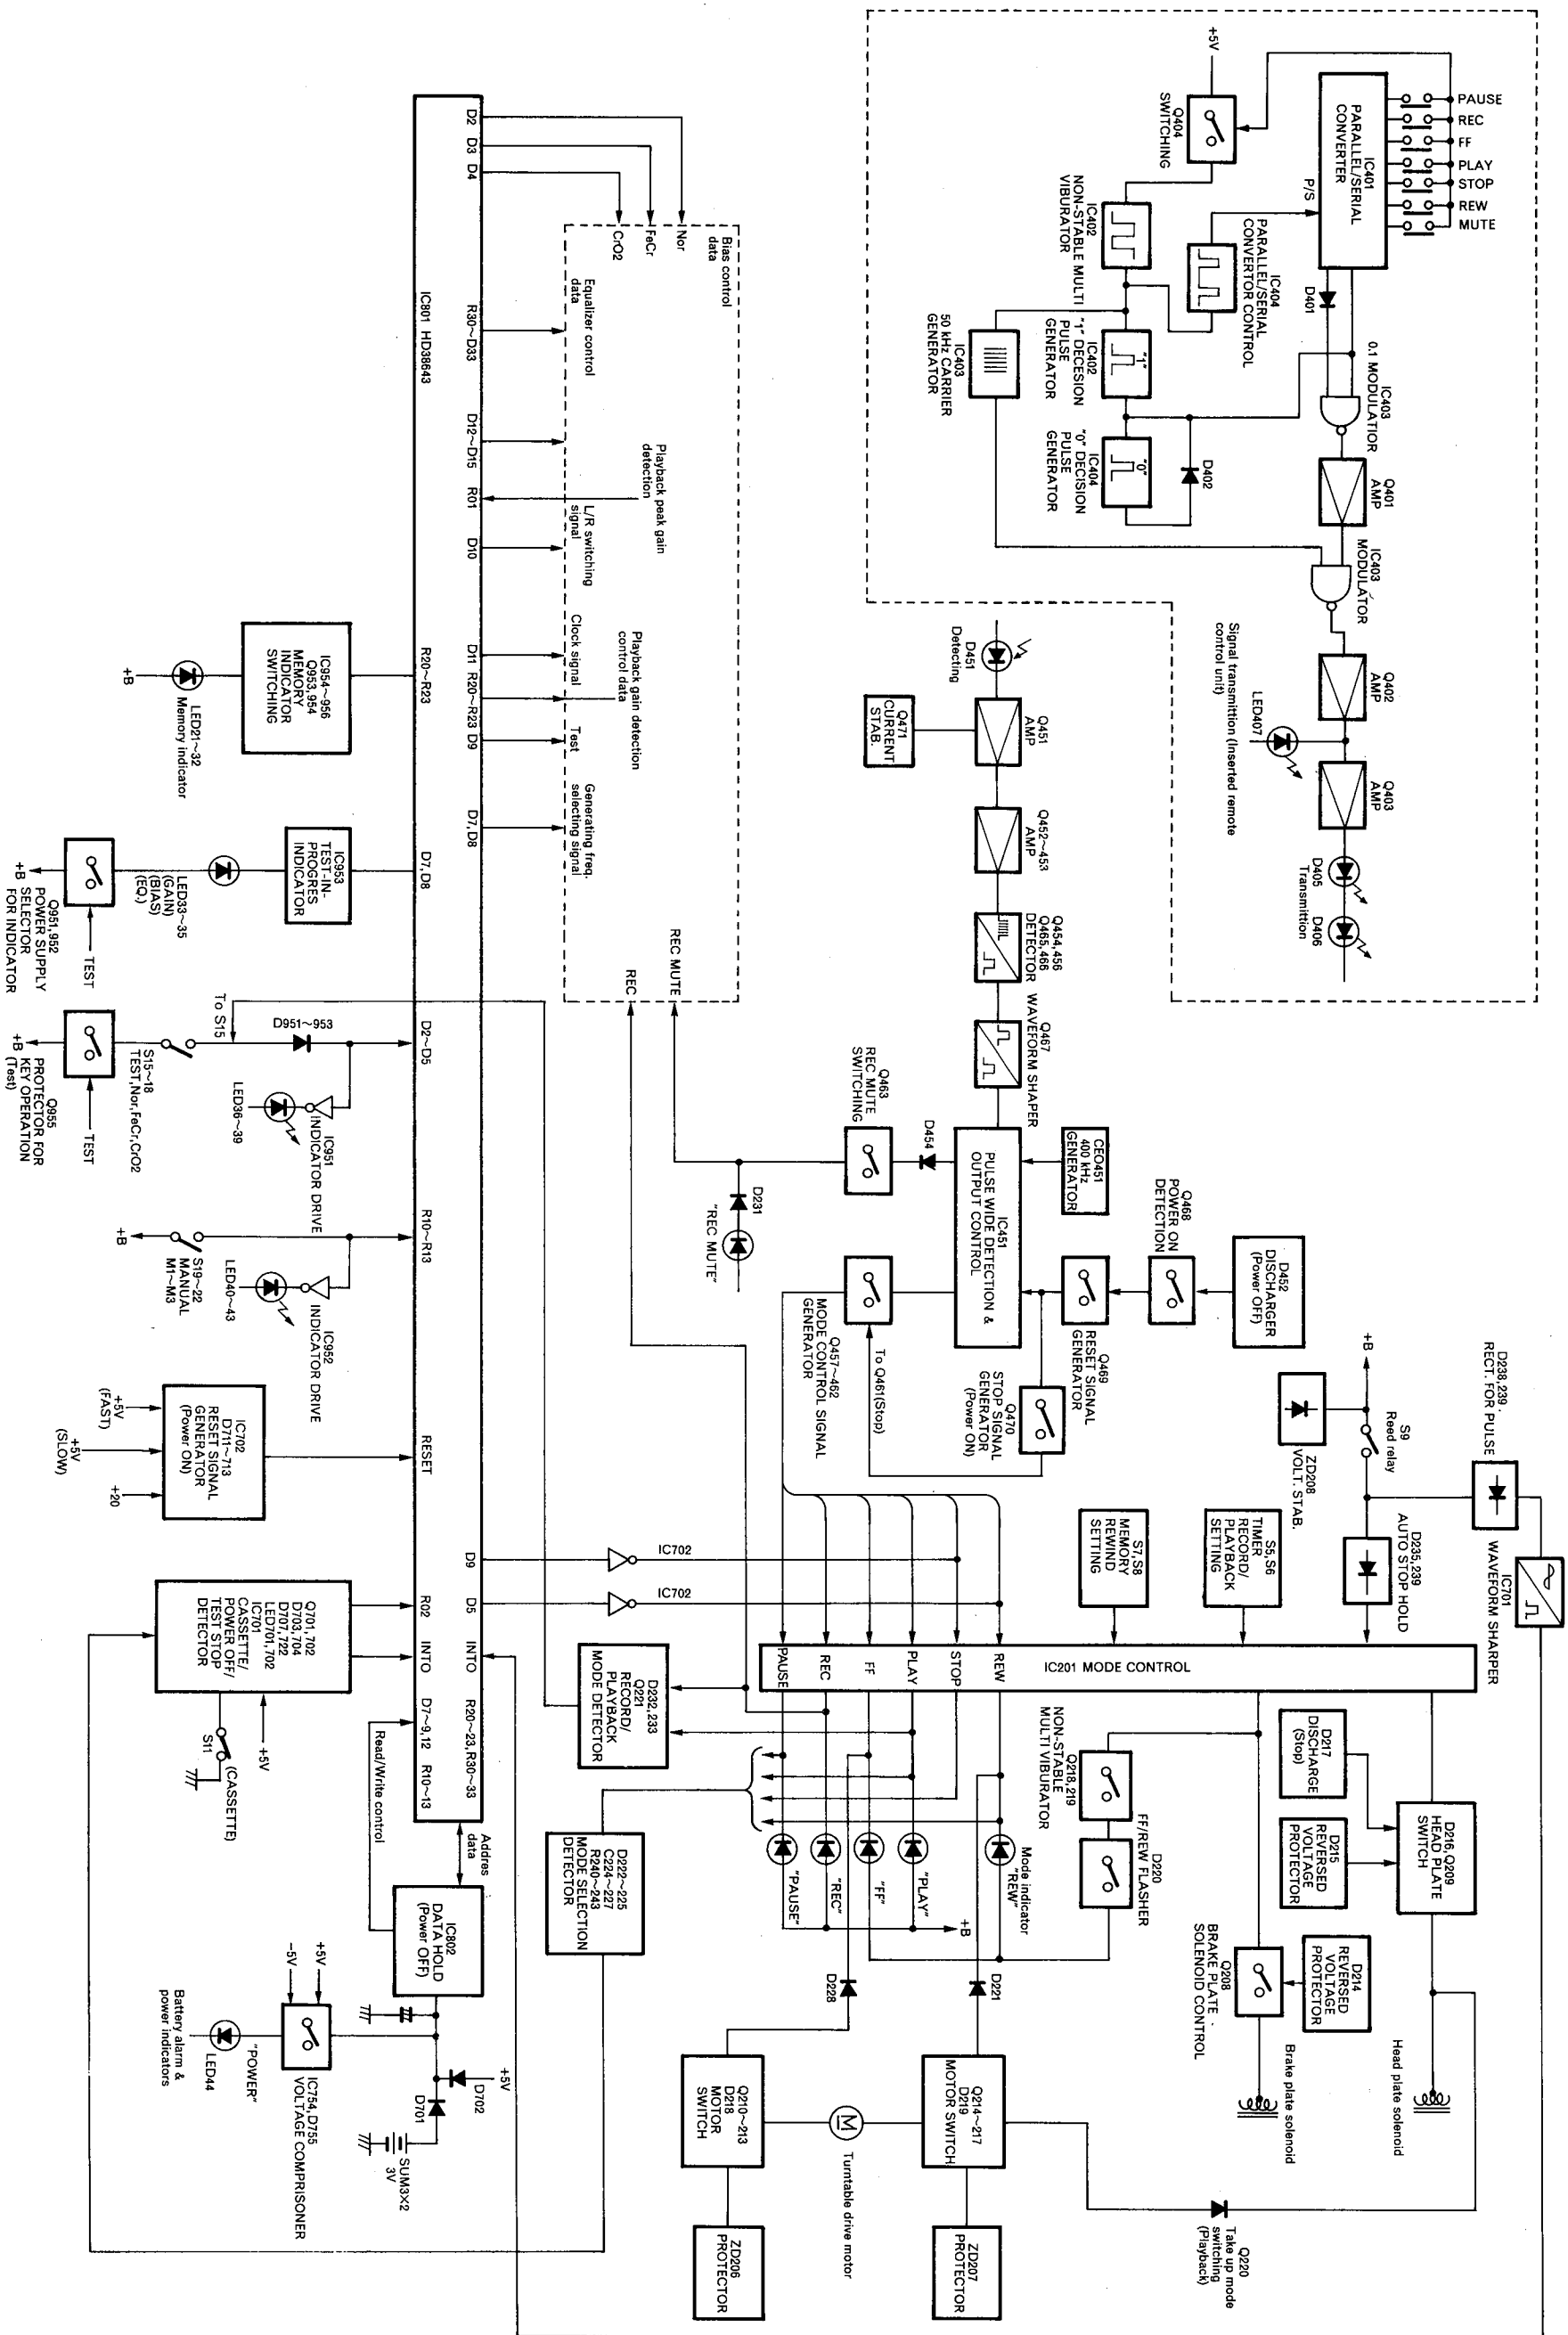 PAUSE
REC
FF
PLAY
STOP
REW
MUTE
IC401
PARALLEL/SERIAL
CONVERTER
P/S
+5V
Q404
SWITCHING
D401
IC404
PARALLEL/SERIAL
CONVERTOR CONTROL
IC402
NON-STABLE MULTI
VIBURATOR
IC402
"1" DECESION
PULSE
GENERATOR
"1"
IC404
"0" DECISION
PULSE
GENERATOR
"0"
D402
IC403
50 kHz CARRIER
GENERATOR
IC403
0.1 MODULATIOR
Q401
AMP
IC403
MODULATOR
Q402
AMP
LED407
Q403
AMP
D405
D406
Transmittion
Signal transmittion (Inserted remote
control unit)
D451
Detecting
Q451
AMP
Q471
CURRENT
STAB.
Q452~453
AMP
Q454,456
Q465,466
DETECTOR
Q467
WAVEFORM SHAPER
CEO451
400 kHz
GENERATOR
IC451
PULSE WIDE DETECTION &
OUTPUT CONTROL
D454
Q463
REC MUTE
SWITCHING
D231
"REC MUTE"
Q468
POWER ON
DETECTION
D452
DISCHARGER
(Power OFF)
Q469
RESET SIGNAL
GENERATOR
Q470
STOP SIGNAL
GENERATOR
(Power ON)
To Q461(Stop)
Q457~462
MODE CONTROL SIGNAL
GENERATOR
D238,239 .
RECT. FOR PULSE
S9
Reed relay
+B
ZD208
VOLT. STAB.
D235,239
AUTO STOP HOLD
IC701
WAVEFORM SHARPER
S5,S6
TIMER
RECORD/
PLAYBACK
SETTING
S7,S8
MEMORY
REWIND
SETTING
IC201 MODE CONTROL
REW
STOP
PLAY
FF
REC
PAUSE
D217
DISCHARGE
(Stop)
D216,Q209
HEAD PLATE
SWITCH
D215
REVERSED
VOLTAGE
PROTECTOR
D214
REVERSED
VOLTAGE
PROTECTOR
Q208
BRAKE PLATE .
SOLENOID CONTROL
Head plate solenoid
Brake plate solenoid
Q218,219
NON-STABLE
MULTI VIBURATOR
D220
FF/REW FLASHER
Mode indicator
"REW"
"PLAY"
"FF"
"REC"
"PAUSE"
+B
D221
D228
Q214~217
D219
MOTOR SWITCH
Q210~213
D218
MOTOR
SWITCH
M
Turntable drive motor
ZD207
PROTECTOR
ZD206
PROTECTOR
Q220
Take up mode
switching
(Playback)
D232,233
Q221
RECORD/
PLAYBACK
MODE DETECTOR
D222~225
C224~227
R240~243
MODE SELECTION
DETECTOR
IC702
IC702
Bias control
data
Nor
FeCr
CrO2
Equalizer control
data
Playback peak gain
detection
L/R switching
signal
Clock signal
Playback gain detection
control data
Test
Generating freq.
selecting signal
REC MUTE
REC
D2
D3
D4
R30~D33
D12~D15
R01
D10
D11
R20~R23
D9
D7,D8
D9
D5
INTO
R20~23,R30~33
IC801 HD38643
R20~R23
D7,D8
D2~D5
R10~R13
RESET
R02
INTO
D7~9,12
R10~13
IC954~956
Q953,954
MEMORY
INDICATOR
SWITCHING
LED21~32
Memory indicator
+B
IC953
TEST-IN-
PROGRES
INDICATOR
LED33~35
(GAIN)
(BIAS)
(EQ.)
TEST
+B
Q951,952
POWER SUPPLY
SELECTOR
FOR INDICATOR
To S15
D951~953
S15~18
TEST,Nor,FeCr,CrO2
TEST
+B
(Test)
Q955
PROTECTOR FOR
KEY OPERATION
IC951
INDICATOR DRIVE
LED36~39
+B
S19~22
MANUAL
M1~M3
LED40~43
IC952
INDICATOR DRIVE
IC702
D711~713
RESET SIGNAL
GENERATOR
(Power ON)
+5V
(FAST)
+5V
(SLOW)
+20
Q701,702
D703,704
D707,722
LED701,702
IC701
CASSETTE/
POWER OFF/
TEST STOP
DETECTOR
+5V
S11
(CASSETTE)
Read/Write control
Addres
data
IC802
DATA HOLD
(Power OFF)
+5V
−5V
IC754,D755
VOLTAGE COMPRISONER
"POWER"
LED44
Battery alarm &
power indicators
+5V
D702
D701
SUM3X2
3V